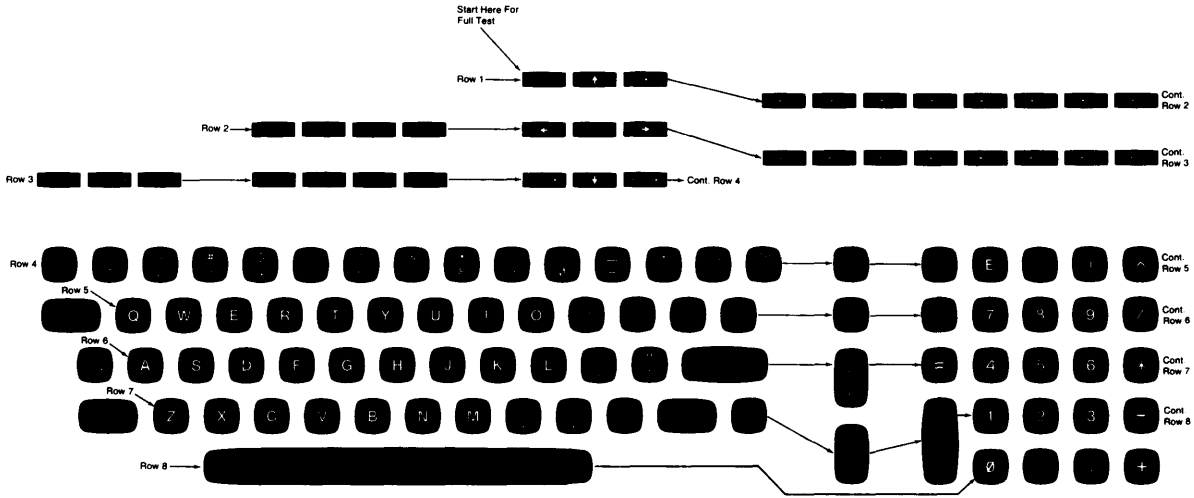 Start Here For
Full Test
Row 1
Cont.
Row 2
Row 2
Cont.
Row 3
Row 3
Cont. Row 4
Row 4
#
E
Cont.
Row 5
Row 5
Q W E R T Y U I O
7 8 9
Cont.
Row 6
Row 6
A S D F G H J K L
= 4 5 6
Cont.
Row 7
Row 7
Z X C V B N M
1 2 3 −
Cont.
Row 8
Row 8
Ø
+